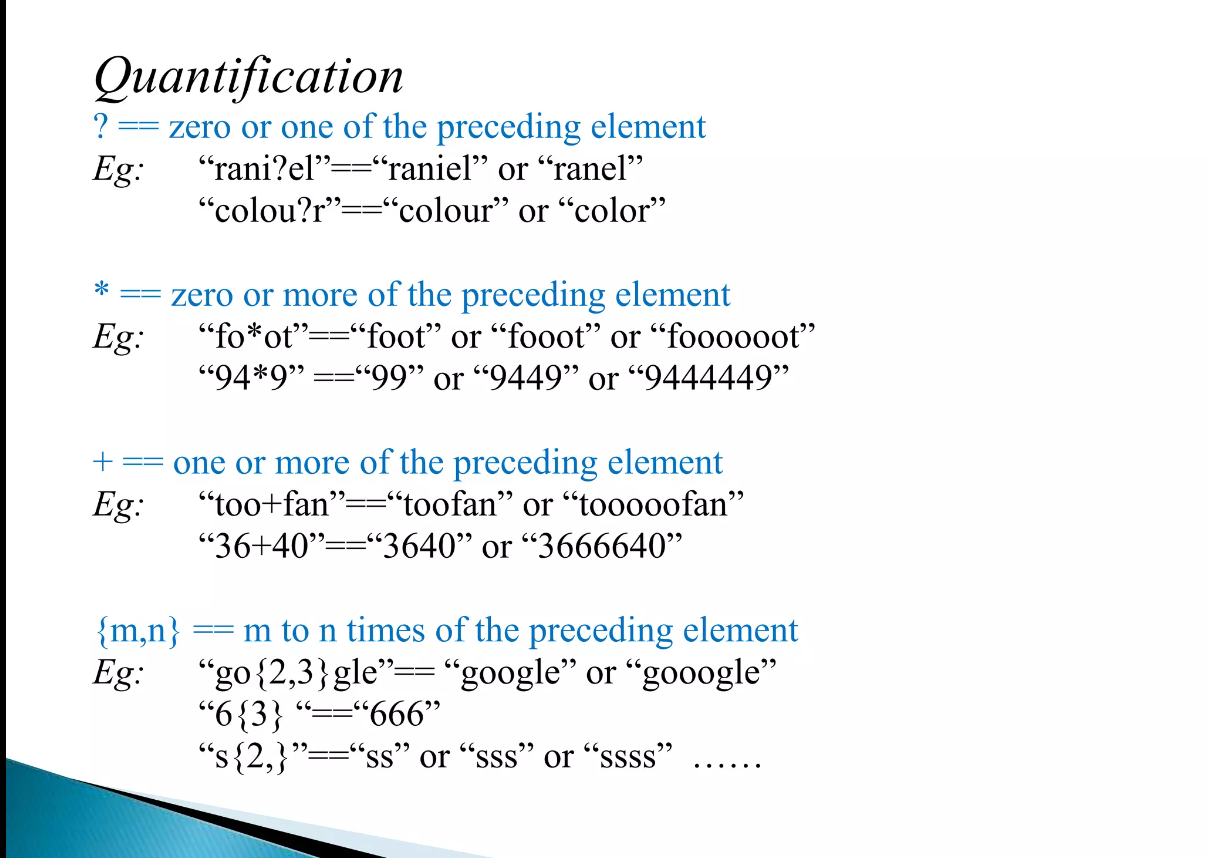 Quantification
? == zero or one of the preceding element
Eg: “rani?el”==“raniel” or “ranel”
“colou?r”==“colour” or “color”
* == zero or more of the preceding element
Eg: “fo*ot”==“foot” or “fooot” or “foooooot”
“94*9” ==“99” or “9449” or “9444449”
+ == one or more of the preceding element
Eg: “too+fan”==“toofan” or “tooooofan”
“36+40”==“3640” or “3666640”
{m,n} == m to n times of the preceding element
Eg: “go{2,3}gle”== “google” or “gooogle”
“6{3} “==“666”
“s{2,}”==“ss” or “sss” or “ssss” ……